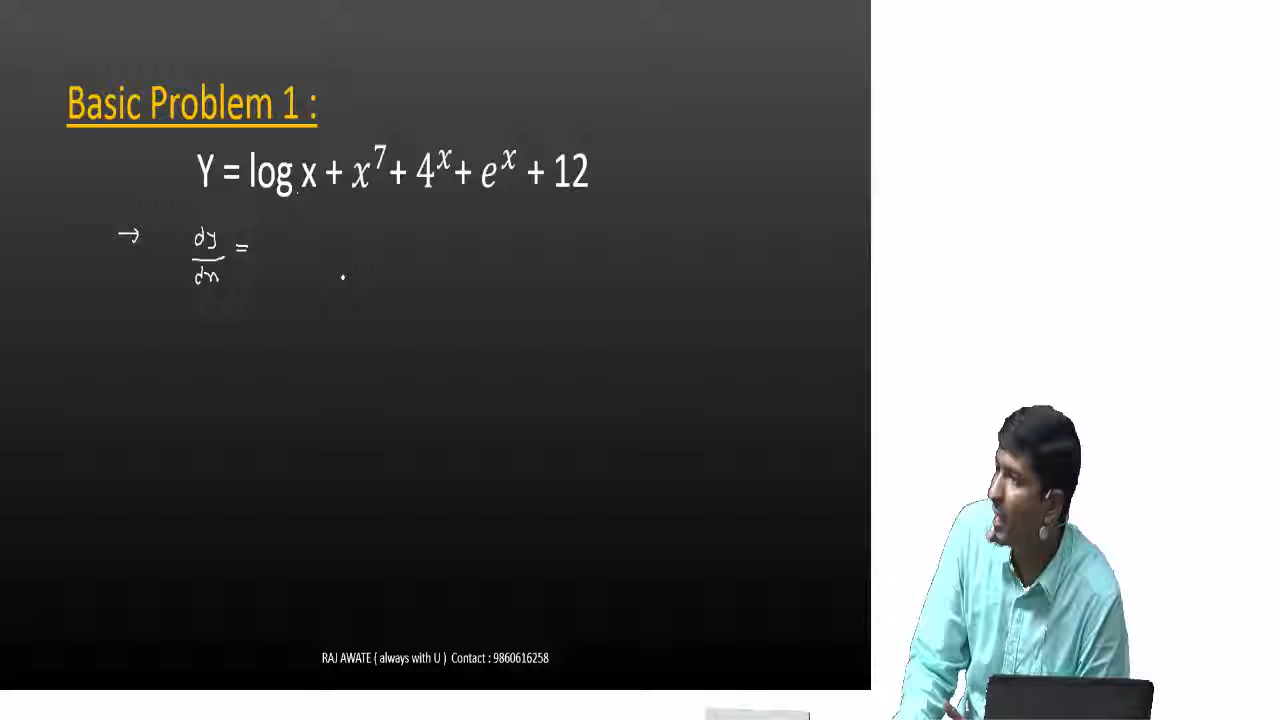 Basic Problem 1 :
Y = log x + x⁷ + 4ˣ + eˣ + 12
→ dy/dx =
RAJ AWATE ( always with U ) Contact : 9860616258